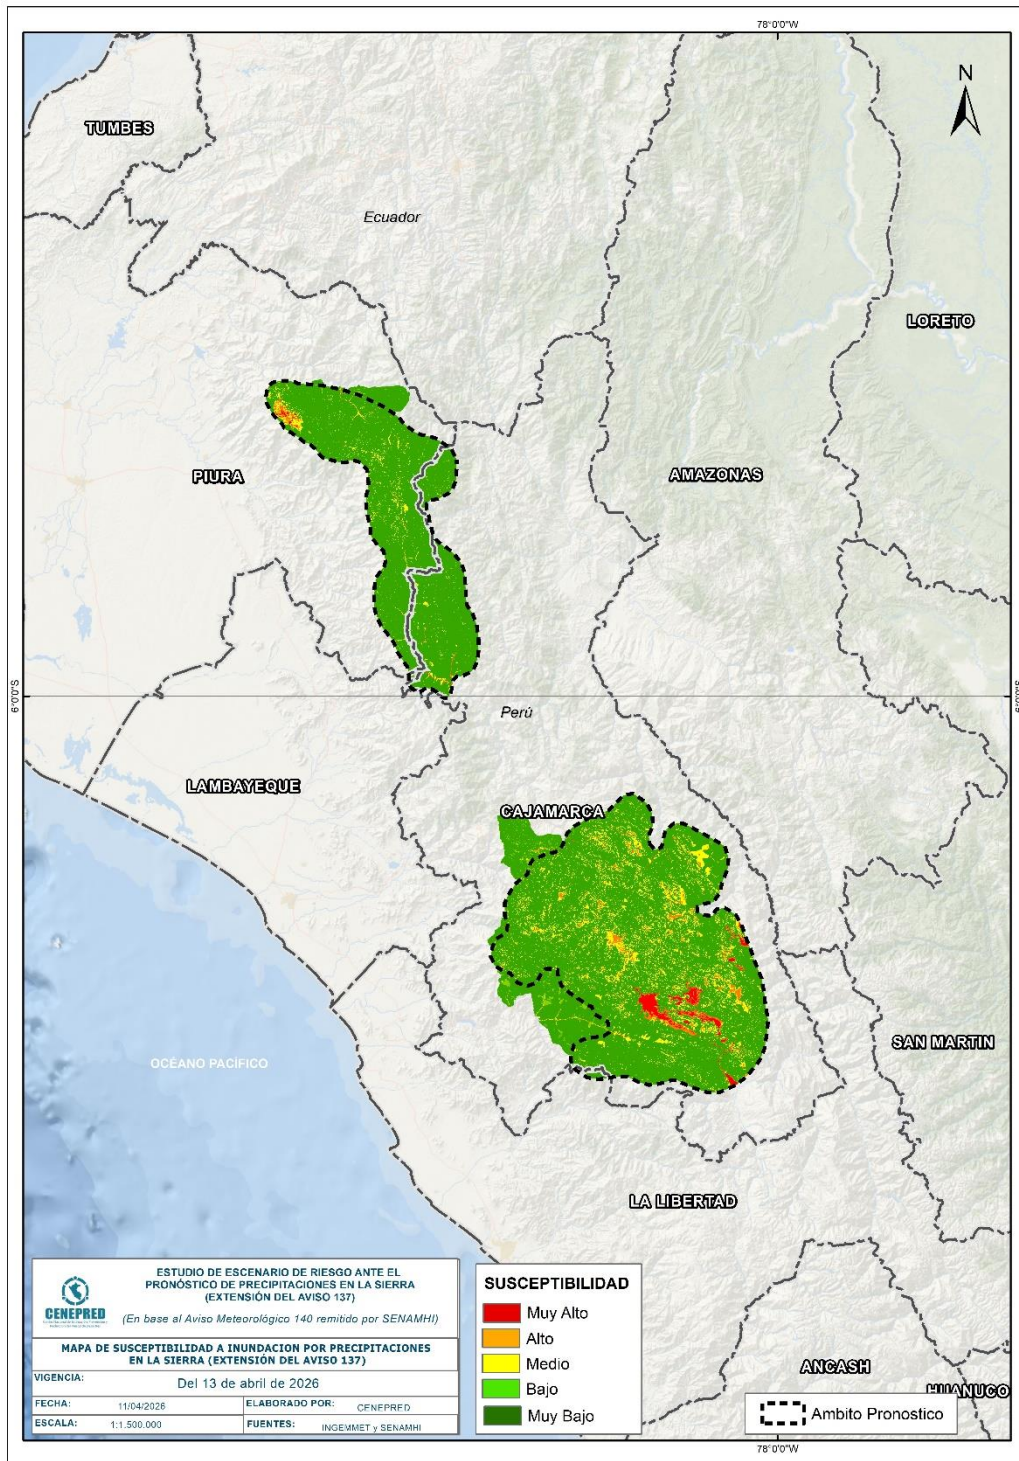 78°0'0"W
N
TUMBES
Ecuador
LORETO
PIURA
AMAZONAS
6°0'0"S
6°0'0"S
Perú
LAMBAYEQUE
CAJAMARCA
SAN MARTIN
OCÉANO PACÍFICO
LA LIBERTAD
ANCASH
HUANUCO
CENEPRED
ESTUDIO DE ESCENARIO DE RIESGO ANTE EL
PRONÓSTICO DE PRECIPITACIONES EN LA SIERRA
(EXTENSIÓN DEL AVISO 137)
(En base al Aviso Meteorológico 140 remitido por SENAMHI)
MAPA DE SUSCEPTIBILIDAD A INUNDACION POR PRECIPITACIONES
EN LA SIERRA (EXTENSIÓN DEL AVISO 137)
VIGENCIA: Del 13 de abril de 2026
FECHA: 11/04/2026 ELABORADO POR: CENEPRED
ESCALA: 1:1.500.000 FUENTES: INGEMMET y SENAMHI
SUSCEPTIBILIDAD
Muy Alto
Alto
Medio
Bajo
Muy Bajo
Ambito Pronostico
78°0'0"W